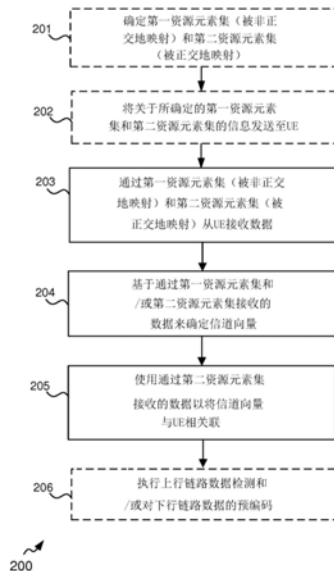 201
确定第一资源元素集（被非正
交地映射）和第二资源元素集
（被正交地映射）
202
将关于所确定的第一资源元素
集和第二资源元素集的信息发送至UE
203
通过第一资源元素集（被非正交
地映射）和第二资源元素集（被
正交地映射）从UE接收数据
204
基于通过第一资源元素集和
/或第二资源元素集接收的
数据来确定信道向量
205
使用通过第二资源元素集
接收的数据以将信道向量
与UE相关联
206
执行上行链路数据检测和
/或对下行链路数据的预编码
200